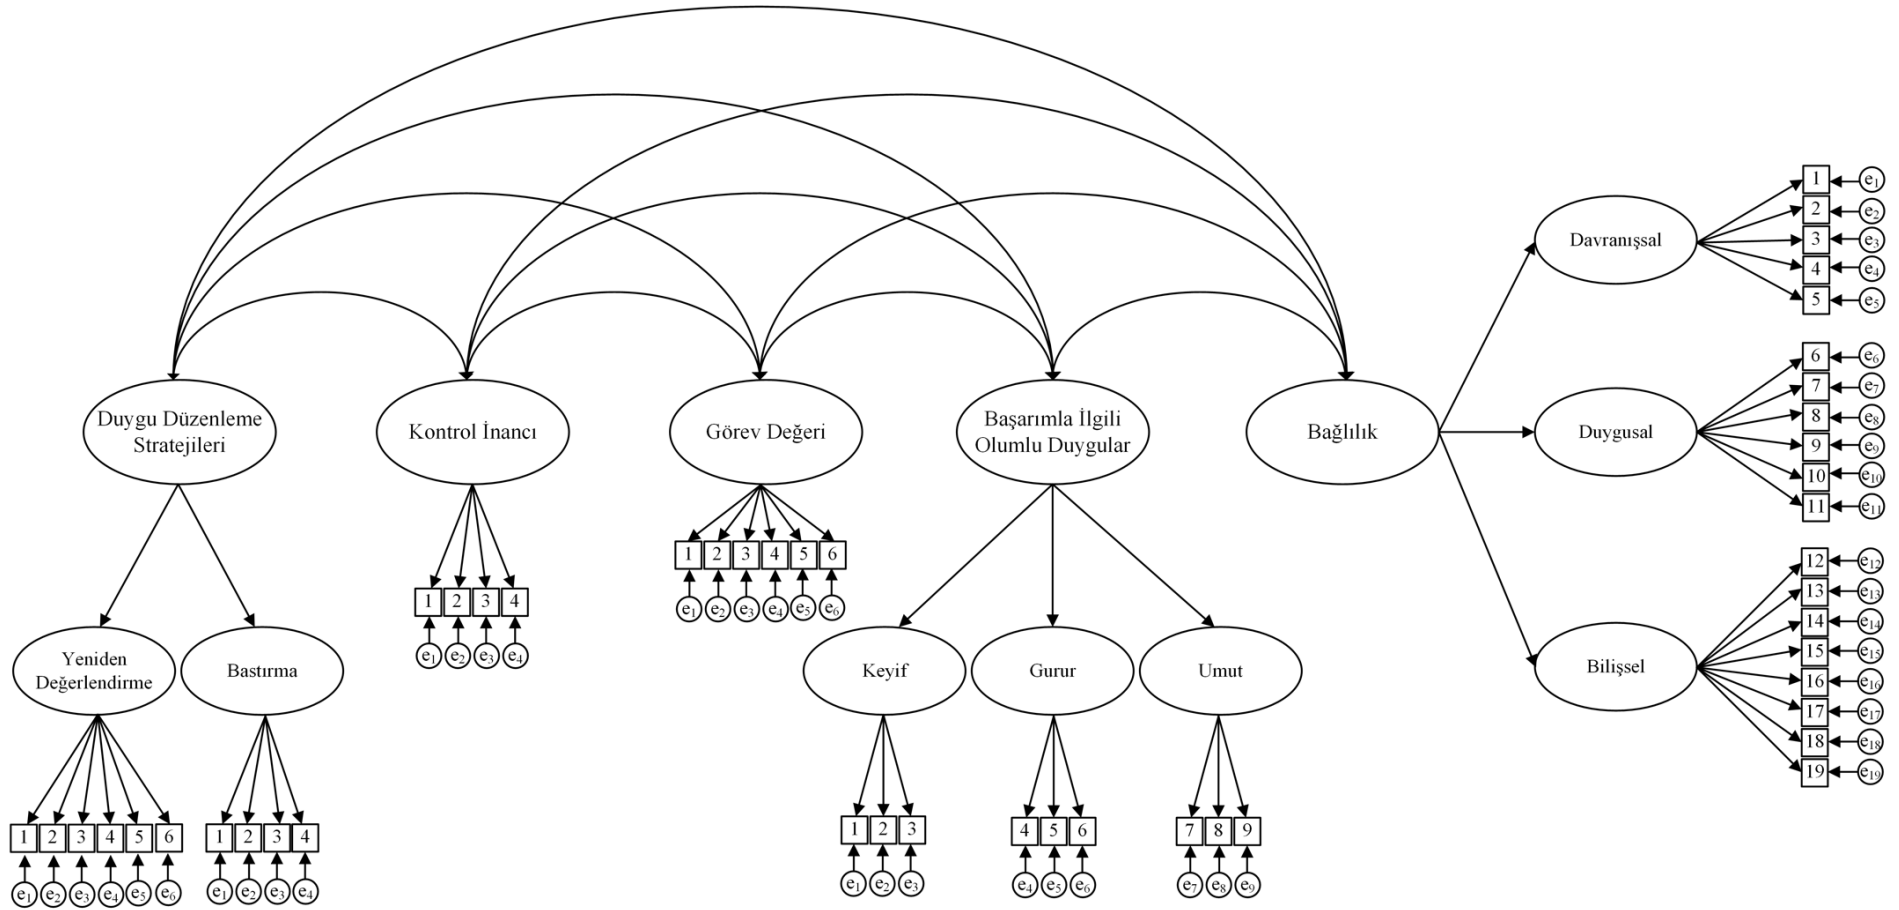 Duygu Düzenleme
Stratejileri
Kontrol İnancı
Görev Değeri
Başarımla İlgili
Olumlu Duygular
Bağlılık
Davranışsal
1 e1
2 e2
3 e3
4 e4
5 e5
Duygusal
6 e6
7 e7
8 e8
9 e9
10 e10
11 e11
Bilişsel
12 e12
13 e13
14 e14
15 e15
16 e16
17 e17
18 e18
19 e19
1 2 3 4
e1 e2 e3 e4
1 2 3 4 5 6
e1 e2 e3 e4 e5 e6
Yeniden
Değerlendirme
1 2 3 4 5 6
e1 e2 e3 e4 e5 e6
Bastırma
1 2 3 4
e1 e2 e3 e4
Keyif
1 2 3
e1 e2 e3
Gurur
4 5 6
e4 e5 e6
Umut
7 8 9
e7 e8 e9